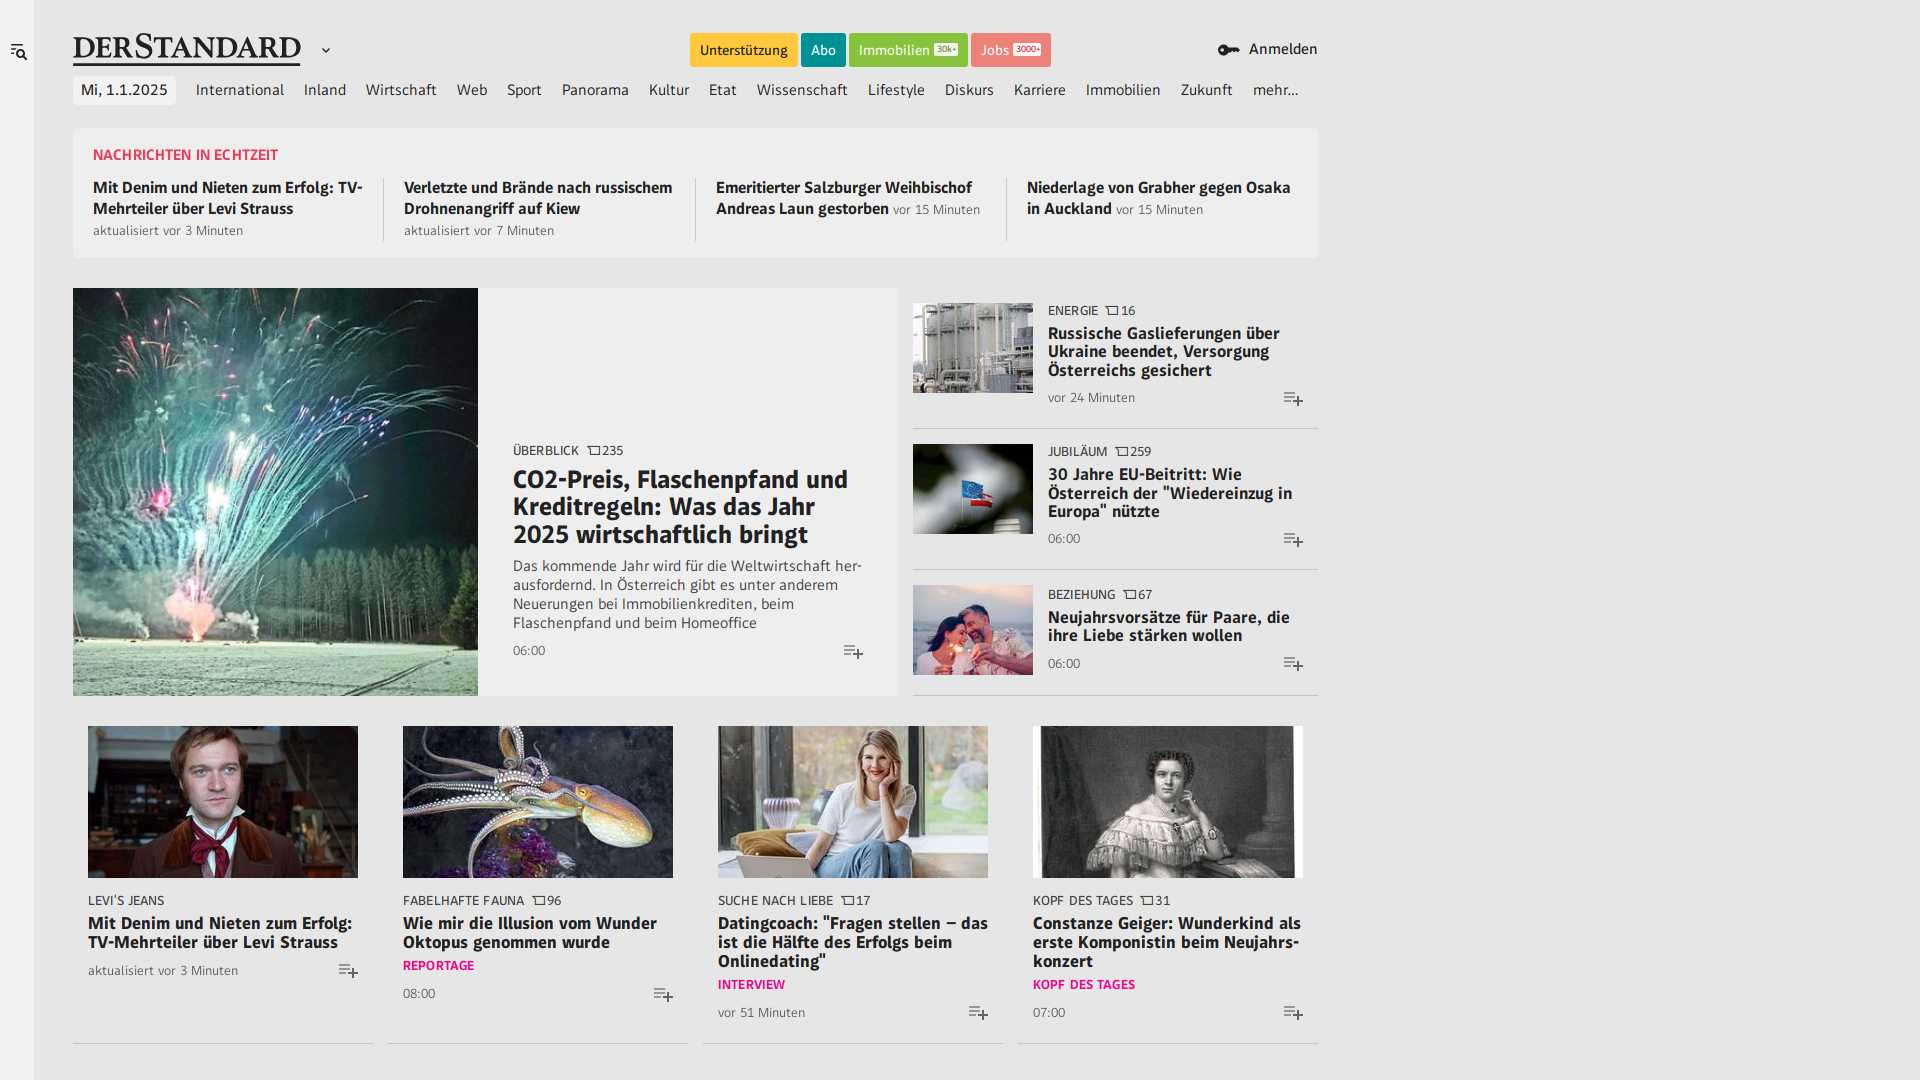 DERSTANDARD
Unterstützung
Abo
Immobilien 30k+
Jobs 3000+
Anmelden
Mi, 1.1.2025
International
Inland
Wirtschaft
Web
Sport
Panorama
Kultur
Etat
Wissenschaft
Lifestyle
Diskurs
Karriere
Immobilien
Zukunft
mehr...
NACHRICHTEN IN ECHTZEIT
Mit Denim und Nieten zum Erfolg: TV-
Mehrteiler über Levi Strauss
aktualisiert vor 3 Minuten
Verletzte und Brände nach russischem
Drohnenangriff auf Kiew
aktualisiert vor 7 Minuten
Emeritierter Salzburger Weihbischof
Andreas Laun gestorben vor 15 Minuten
Niederlage von Grabher gegen Osaka
in Auckland vor 15 Minuten
ÜBERBLICK 235
CO2-Preis, Flaschenpfand und
Kreditregeln: Was das Jahr
2025 wirtschaftlich bringt
Das kommende Jahr wird für die Weltwirtschaft her-
ausfordernd. In Österreich gibt es unter anderem
Neuerungen bei Immobilienkrediten, beim
Flaschenpfand und beim Homeoffice
06:00
ENERGIE 16
Russische Gaslieferungen über
Ukraine beendet, Versorgung
Österreichs gesichert
vor 24 Minuten
JUBILÄUM 259
30 Jahre EU-Beitritt: Wie
Österreich der "Wiedereinzug in
Europa" nützte
06:00
BEZIEHUNG 67
Neujahrsvorsätze für Paare, die
ihre Liebe stärken wollen
06:00
LEVI'S JEANS
Mit Denim und Nieten zum Erfolg:
TV-Mehrteiler über Levi Strauss
aktualisiert vor 3 Minuten
FABELHAFTE FAUNA 96
Wie mir die Illusion vom Wunder
Oktopus genommen wurde
REPORTAGE
08:00
SUCHE NACH LIEBE 17
Datingcoach: "Fragen stellen – das
ist die Hälfte des Erfolgs beim
Onlinedating"
INTERVIEW
vor 51 Minuten
KOPF DES TAGES 31
Constanze Geiger: Wunderkind als
erste Komponistin beim Neujahrs-
konzert
KOPF DES TAGES
07:00